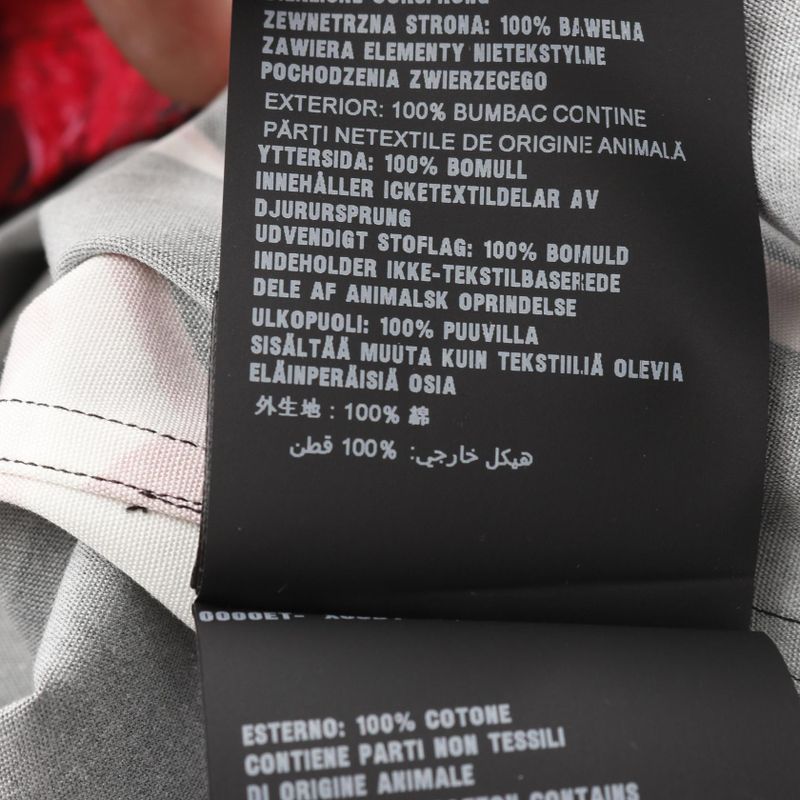 ZEWNETRZNA STRONA: 100% BAWELNA
ZAWIERA ELEMENTY NIETEKSTYLNE
POCHODZENIA ZWIERZECEGO
EXTERIOR: 100% BUMBAC CONȚINE
PĂRȚI NETEXTILE DE ORIGINE ANIMALĂ
YTTERSIDA: 100% BOMULL
INNEHÅLLER ICKETEXTILDELAR AV
DJURURSPRUNG
UDVENDIGT STOFLAG: 100% BOMULD
INDEHOLDER IKKE-TEKSTILBASEREDE
DELE AF ANIMALSK OPRINDELSE
ULKOPUOLI: 100% PUUVILLA
SISÄLTÄÄ MUUTA KUIN TEKSTIILIÄ OLEVIA
ELÄINPERÄISIÄ OSIA
外生地 : 100% 綿
هيكل خارجي: 100% قطن
ESTERNO: 100% COTONE
CONTIENE PARTI NON TESSILI
DI ORIGINE ANIMALE
CONTAINS